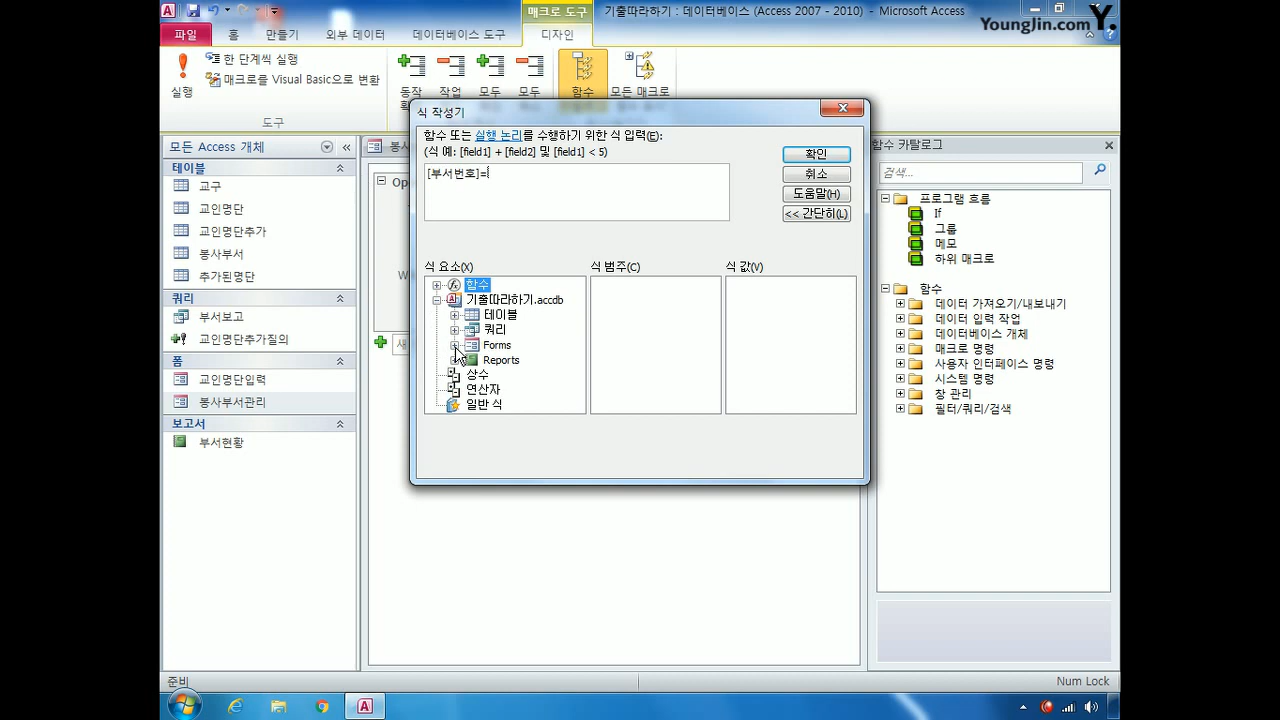 매크로 도구
기출따라하기 : 데이터베이스 (Access 2007 - 2010) - Microsoft Access
YoungJin.com Y.
파일
홈
만들기
외부 데이터
데이터베이스 도구
디자인
실행
한 단계씩 실행
매크로를 Visual Basic으로 변환
도구
동작
작업
모두
모두
함수
모든 매크로
모든 Access 개체
테이블
교구
교인명단
교인명단추가
봉사부서
추가된명단
쿼리
부서보고
교인명단추가질의
폼
교인명단입력
봉사부서관리
보고서
부서현황
식 작성기
함수 또는 실행 논리를 수행하기 위한 식 입력(E):
(식 예: [field1] + [field2] 및 [field1] < 5)
[부서번호]=
확인
취소
도움말(H)
<< 간단히(L)
식 요소(X)
식 범주(C)
식 값(V)
함수
기출따라하기.accdb
테이블
쿼리
Forms
Reports
상수
연산자
일반 식
함수 카탈로그
검색...
프로그램 흐름
If
그룹
메모
하위 매크로
함수
데이터 가져오기/내보내기
데이터 입력 작업
데이터베이스 개체
매크로 명령
사용자 인터페이스 명령
시스템 명령
창 관리
필터/쿼리/검색
준비
Num Lock